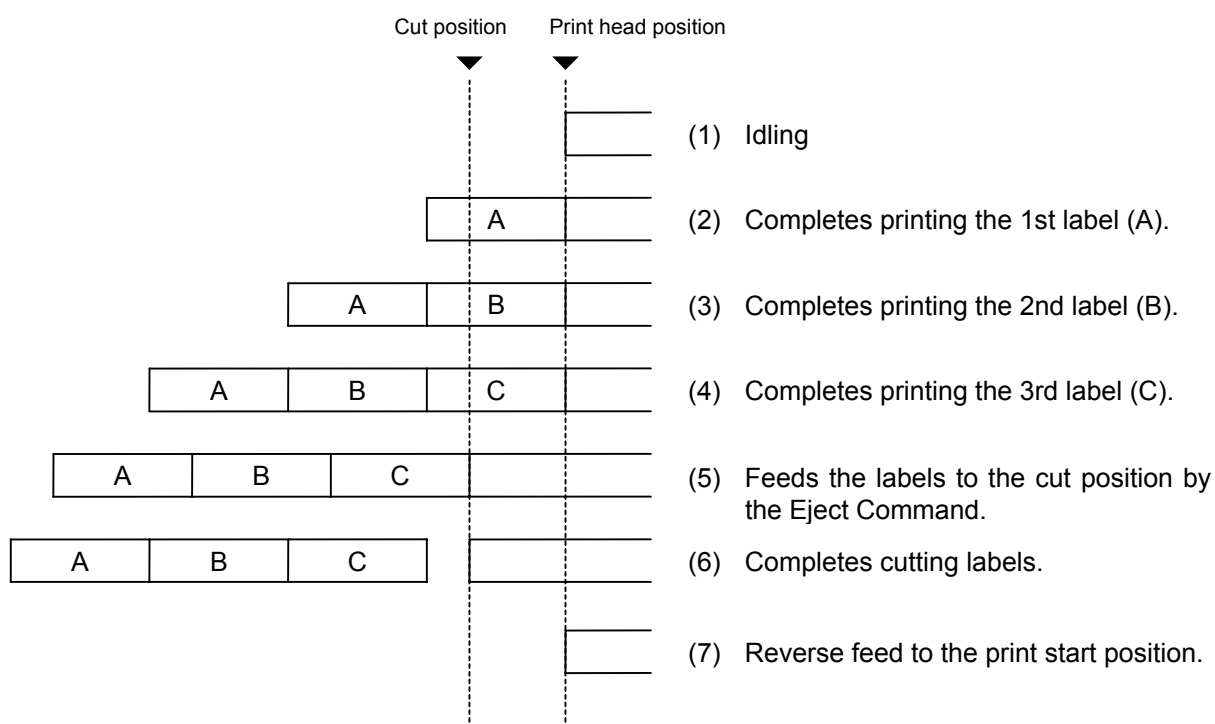 Cut position Print head position
(1) Idling
A (2) Completes printing the 1st label (A).
A B (3) Completes printing the 2nd label (B).
A B C (4) Completes printing the 3rd label (C).
A B C (5) Feeds the labels to the cut position by
the Eject Command.
A B C (6) Completes cutting labels.
(7) Reverse feed to the print start position.